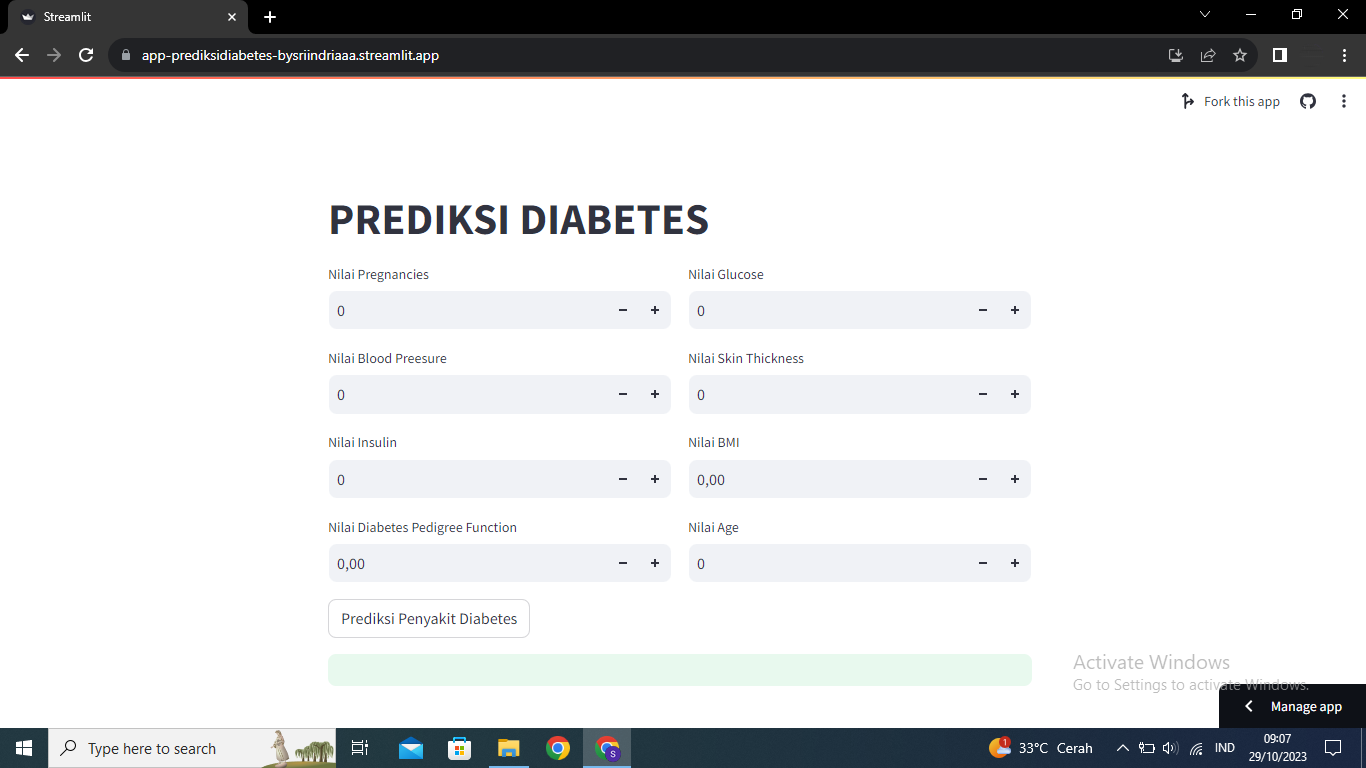 Streamlit
app-prediksidiabetes-bysriindriaaa.streamlit.app
Fork this app
PREDIKSI DIABETES
Nilai Pregnancies
Nilai Glucose
0
0
Nilai Blood Preesure
Nilai Skin Thickness
0
0
Nilai Insulin
Nilai BMI
0
0,00
Nilai Diabetes Pedigree Function
Nilai Age
0,00
0
Prediksi Penyakit Diabetes
Activate Windows
Go to Settings to activate Windows.
Manage app
Type here to search
S
1
33°C Cerah
IND
09:07
29/10/2023